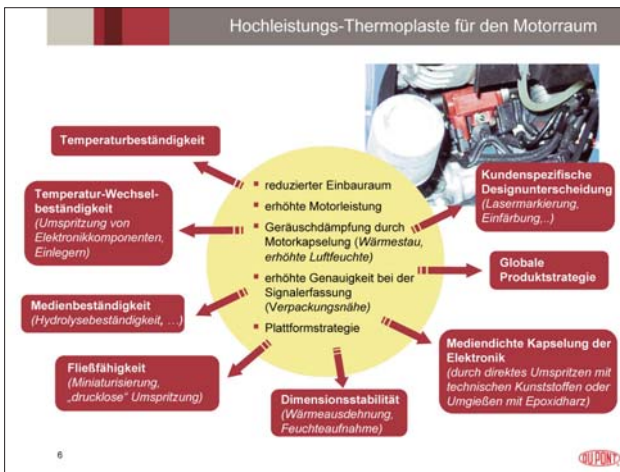 Hochleistungs-Thermoplaste für den Motorraum
Temperaturbeständigkeit
Temperatur-Wechsel-
beständigkeit
(Umspritzung von
Elektronikkomponenten,
Einlegern)
Medienbeständigkeit
(Hydrolysebeständigkeit, ...)
Fließfähigkeit
(Miniaturisierung,
„drucklose“ Umspritzung)
▪ reduzierter Einbauraum
▪ erhöhte Motorleistung
▪ Geräuschdämpfung durch
Motorkapselung (Wärmestau,
erhöhte Luftfeuchte)
▪ erhöhte Genauigkeit bei der
Signalerfassung
(Verpackungsnähe)
▪ Plattformstrategie
Dimensionsstabilität
(Wärmeausdehnung,
Feuchteaufnahme)
Kundenspezifische
Designunterscheidung
(Lasermarkierung,
Einfärbung,..)
Globale
Produktstrategie
Mediendichte Kapselung der
Elektronik
(durch direktes Umspritzen mit
technischen Kunststoffen oder
Umgießen mit Epoxidharz)
6
DU PONT